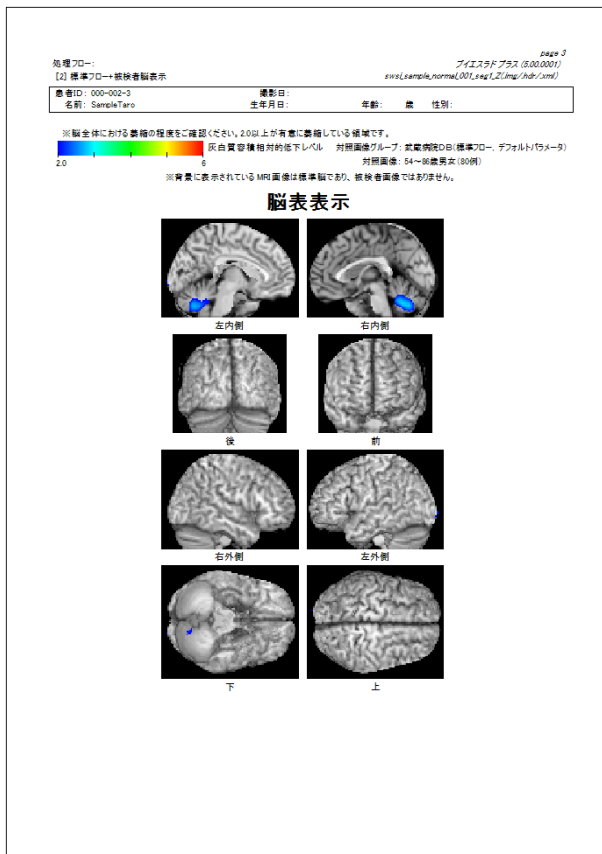 page 3
処理フロー:
ブイエスラド プラス (5.00.0001)
[2] 標準フロー+被検者脳表示
swsi_sample_normal_001_seg1_Z(.img/.hdr/.xml)
患者ID: 000-002-3 撮影日:
名前: SampleTaro 生年月日: 年齢: 歳 性別:
※脳全体における萎縮の程度をご確認ください。2.0以上が有意に萎縮している領域です。
灰白質容積相対的低下レベル 対照画像グループ: 武蔵病院DB(標準フロー, デフォルトパラメータ)
2.0 6 対照画像: 54〜86歳男女(80例)
※背景に表示されているMRI画像は標準脳であり、被検者画像ではありません。
脳表表示
左内側 右内側
後 前
右外側 左外側
下 上